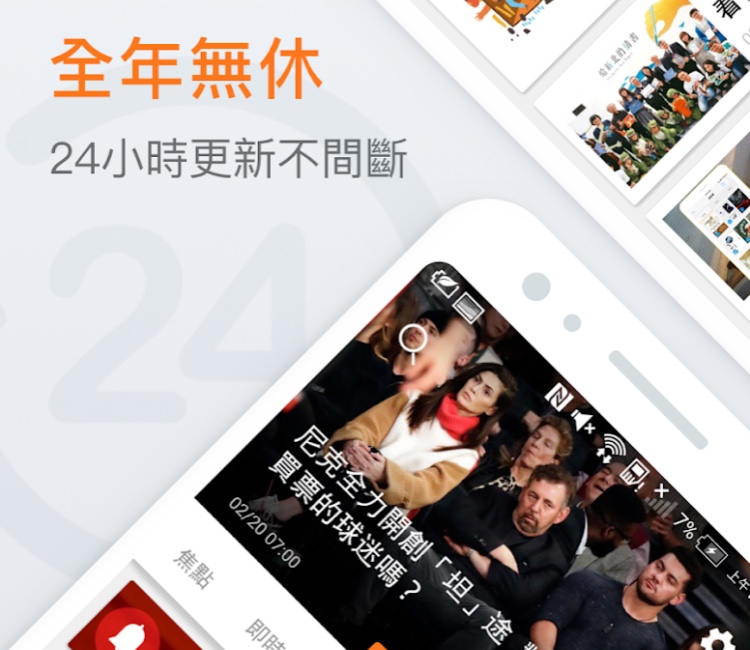 全年無休
24小時更新不間斷
24
看
7%
上午
尼克全力開創「坦」途
買票的球迷嗎？
02/20 07:00
焦點
即時